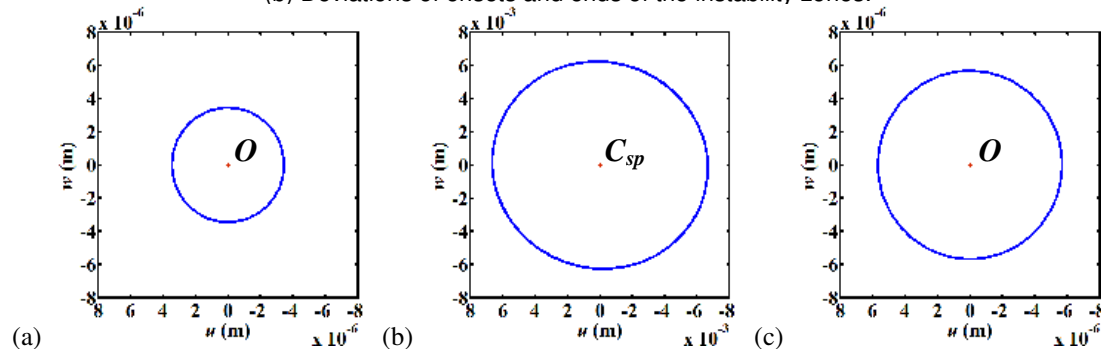 (b) Deviations of onsets and ends of the instability zones.
x 10⁻⁶ x 10⁻³ x 10⁻⁶
8 8 8
6 6 6
4 4 4
2 O 2 C_sp 2 O
w (m) 0 w (m) 0 w (m) 0
-2 -2 -2
-4 -4 -4
-6 -6 -6
-8 -8 -8
8 6 4 2 0 -2 -4 -6 -8 8 6 4 2 0 -2 -4 -6 -8 8 6 4 2 0 -2 -4 -6 -8
(a) u (m) x 10⁻⁶ (b) u (m) x 10⁻³ (c) u (m) x 10⁻⁶